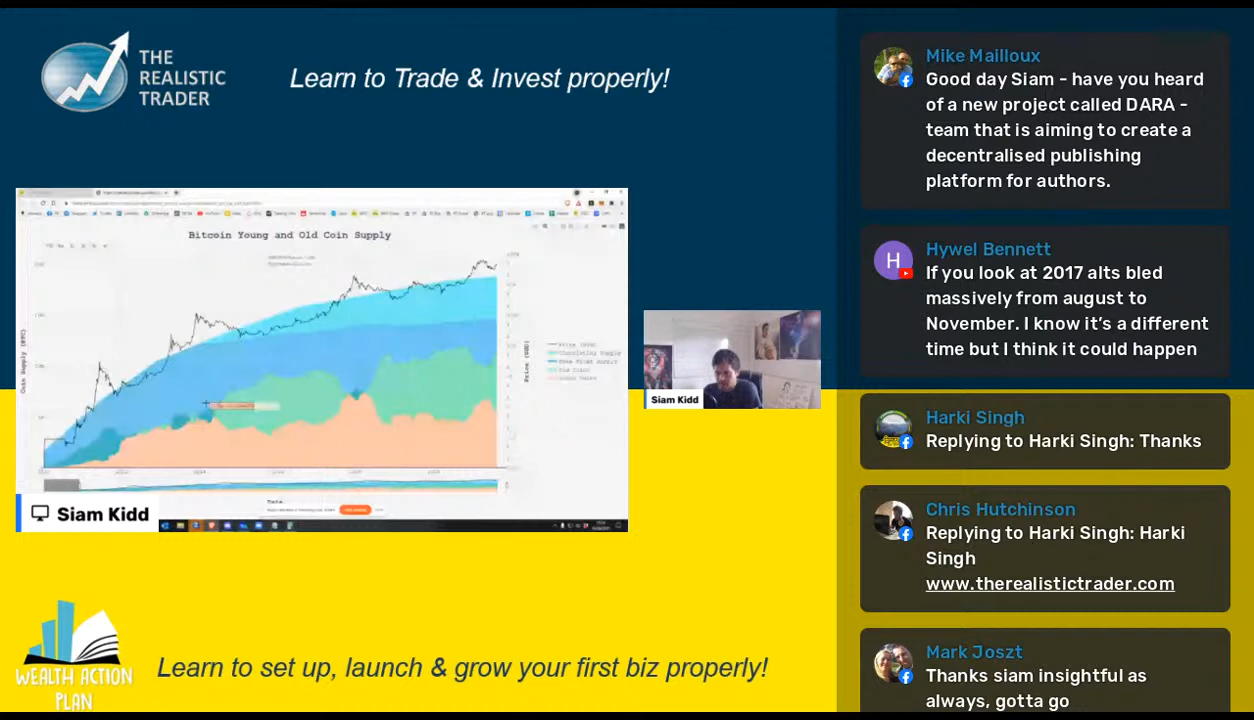 THE
REALISTIC
TRADER
Learn to Trade & Invest properly!
Bitcoin Young and Old Coin Supply
Coin Supply (BTC)
Price (USD)
Siam Kidd
Siam Kidd
WEALTH ACTION
PLAN
Learn to set up, launch & grow your first biz properly!
Mike Mailloux
Good day Siam - have you heard
of a new project called DARA -
team that is aiming to create a
decentralised publishing
platform for authors.
H
Hywel Bennett
If you look at 2017 alts bled
massively from august to
November. I know it’s a different
time but I think it could happen
Harki Singh
Replying to Harki Singh: Thanks
Chris Hutchinson
Replying to Harki Singh: Harki
Singh
www.therealistictrader.com
Mark Joszt
Thanks siam insightful as
always, gotta go